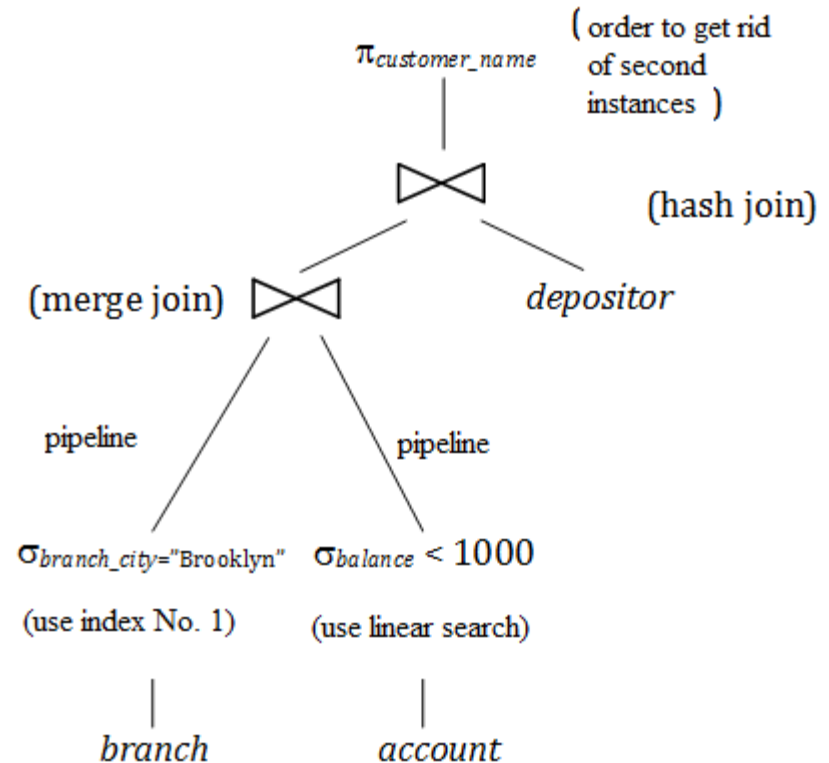 πcustomer_name
( order to get rid
of second
instances )
(hash join)
(merge join)
depositor
pipeline
pipeline
σbranch_city="Brooklyn"
σbalance < 1000
(use index No. 1)
(use linear search)
branch
account